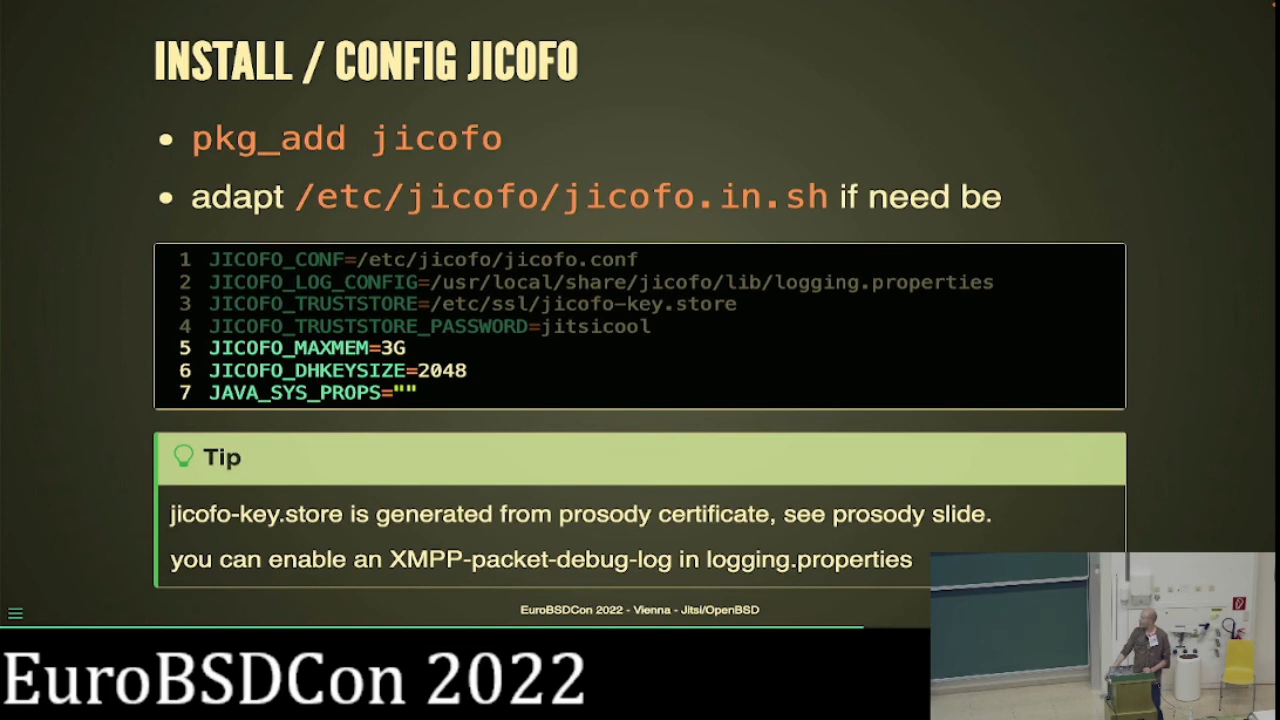 INSTALL / CONFIG JICOFO
• pkg_add jicofo
• adapt /etc/jicofo/jicofo.in.sh if need be
1 JICOFO_CONF=/etc/jicofo/jicofo.conf
2 JICOFO_LOG_CONFIG=/usr/local/share/jicofo/lib/logging.properties
3 JICOFO_TRUSTSTORE=/etc/ssl/jicofo-key.store
4 JICOFO_TRUSTSTORE_PASSWORD=jitsicool
5 JICOFO_MAXMEM=3G
6 JICOFO_DHKEYSIZE=2048
7 JAVA_SYS_PROPS=""
Tip
jicofo-key.store is generated from prosody certificate, see prosody slide.
you can enable an XMPP-packet-debug-log in logging.properties
EuroBSDCon 2022 - Vienna - Jitsi/OpenBSD
EuroBSDCon 2022